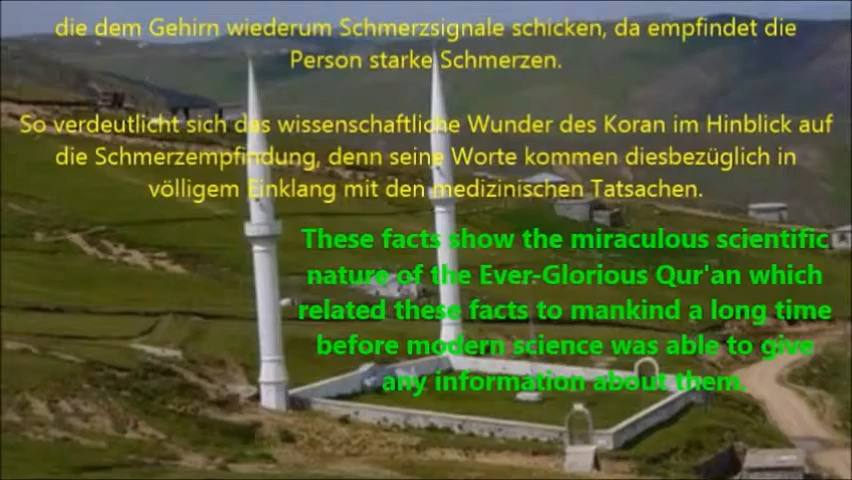 die dem Gehirn wiederum Schmerzsignale schicken, da empfindet die
Person starke Schmerzen.
So verdeutlicht sich das wissenschaftliche Wunder des Koran im Hinblick auf
die Schmerzempfindung, denn seine Worte kommen diesbezüglich in
völligem Einklang mit den medizinischen Tatsachen.
These facts show the miraculous scientific
nature of the Ever-Glorious Qur'an which
related these facts to mankind a long time
before modern science was able to give
any information about them.